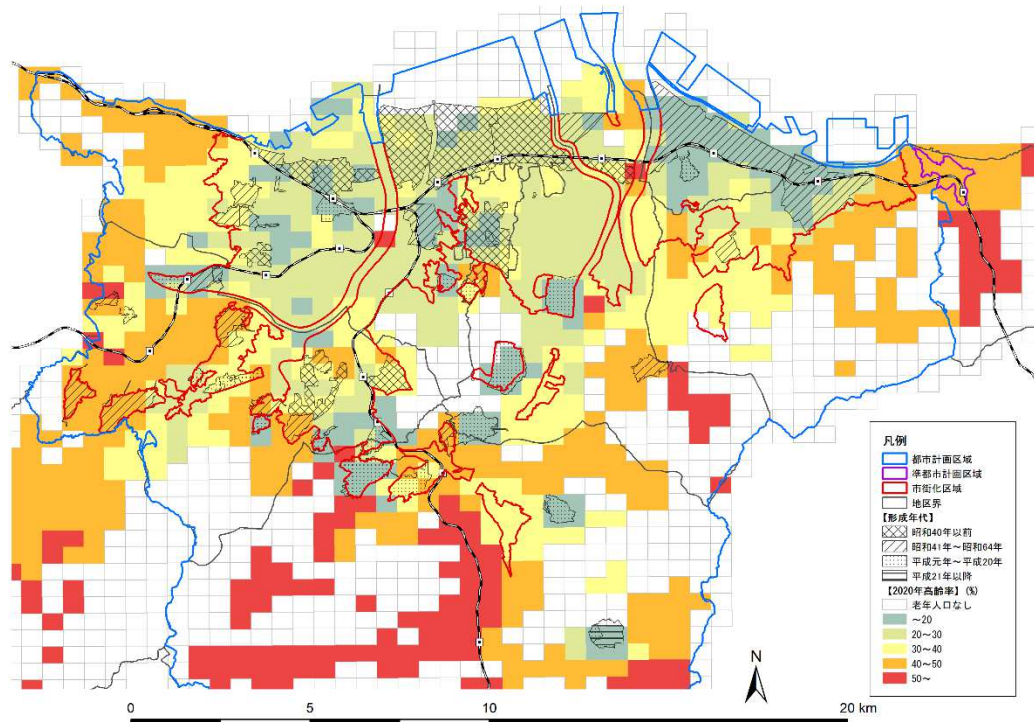 凡例
都市計画区域
準都市計画区域
市街化区域
地区界
【形成年代】
昭和40年以前
昭和41年～昭和64年
平成元年～平成20年
平成21年以降
【2020年高齢率】(%)
老年人口なし
～20
20～30
30～40
40～50
50～
N
0 5 10 20 km